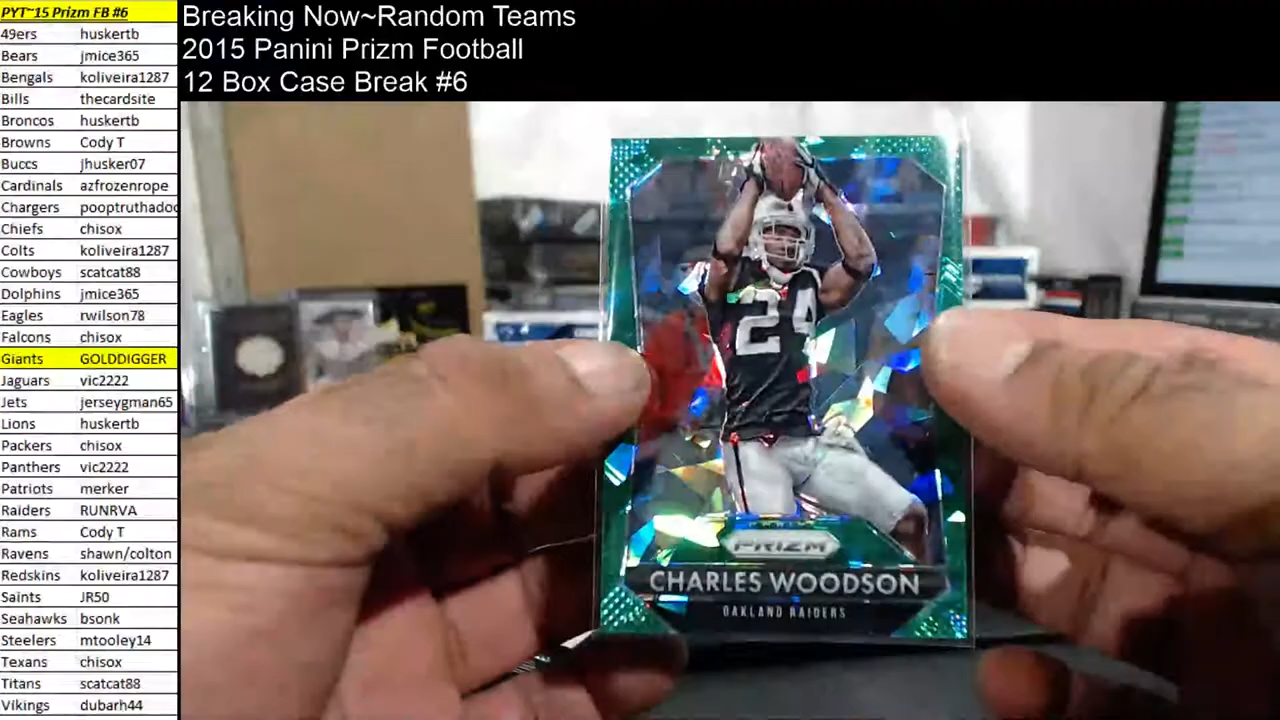 PYT~15 Prizm FB #6
49ers huskertb
Bears jmice365
Bengals koliveira1287
Bills thecardsite
Broncos huskertb
Browns Cody T
Buccs jhusker07
Cardinals azfrozenrope
Chargers pooptruthadoo
Chiefs chisox
Colts koliveira1287
Cowboys scatcat88
Dolphins jmice365
Eagles rwilson78
Falcons chisox
Giants GOLDDIGGER
Jaguars vic2222
Jets jerseygman65
Lions huskertb
Packers chisox
Panthers vic2222
Patriots merker
Raiders RUNRVA
Rams Cody T
Ravens shawn/colton
Redskins koliveira1287
Saints JR50
Seahawks bsonk
Steelers mtooley14
Texans chisox
Titans scatcat88
Vikings dubarh44
Breaking Now~Random Teams
2015 Panini Prizm Football
12 Box Case Break #6
24
PANINI
PRIZM
CHARLES WOODSON
OAKLAND RAIDERS